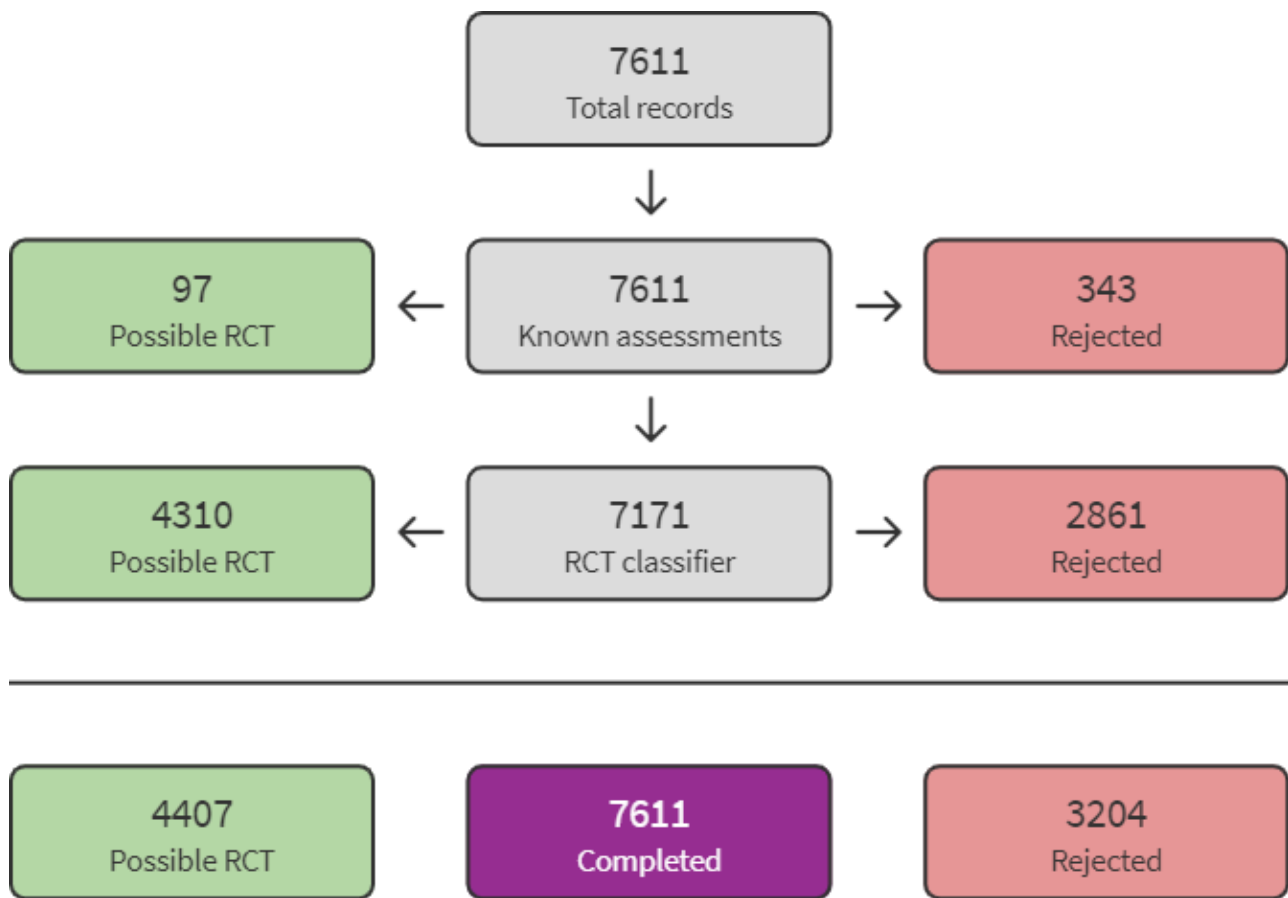 7611
Total records
97
Possible RCT
7611
Known assessments
343
Rejected
4310
Possible RCT
7171
RCT classifier
2861
Rejected
4407
Possible RCT
7611
Completed
3204
Rejected